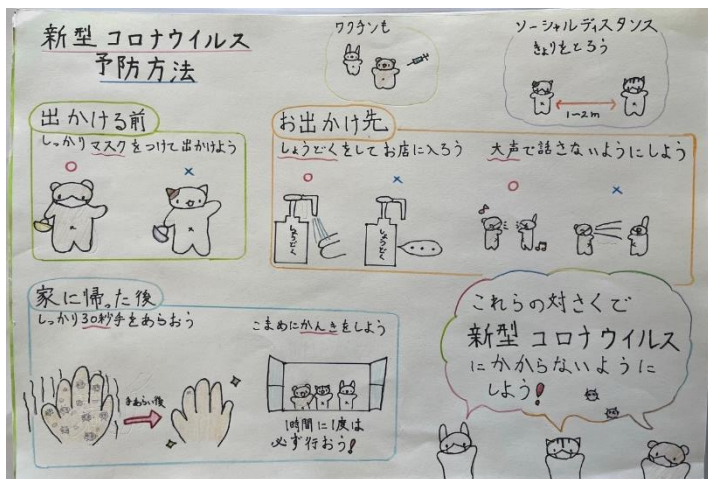 新型コロナウイルス
予防方法
ワクチンも
ソーシャルディスタンス
きょりをとろう
1〜2m
出かける前
しっかりマスクをつけて出かけよう
お出かけ先
しょうどくをしてお店に入ろう
大声で話さないようにしよう
しょうどく
しょうどく
家に帰った後
しっかり30秒手をあらおう
手あらい後
こまめにかんきをしよう
1時間に1度は
必ず行おう!
これらの対さくで
新型コロナウイルス
にかからないように
しよう!